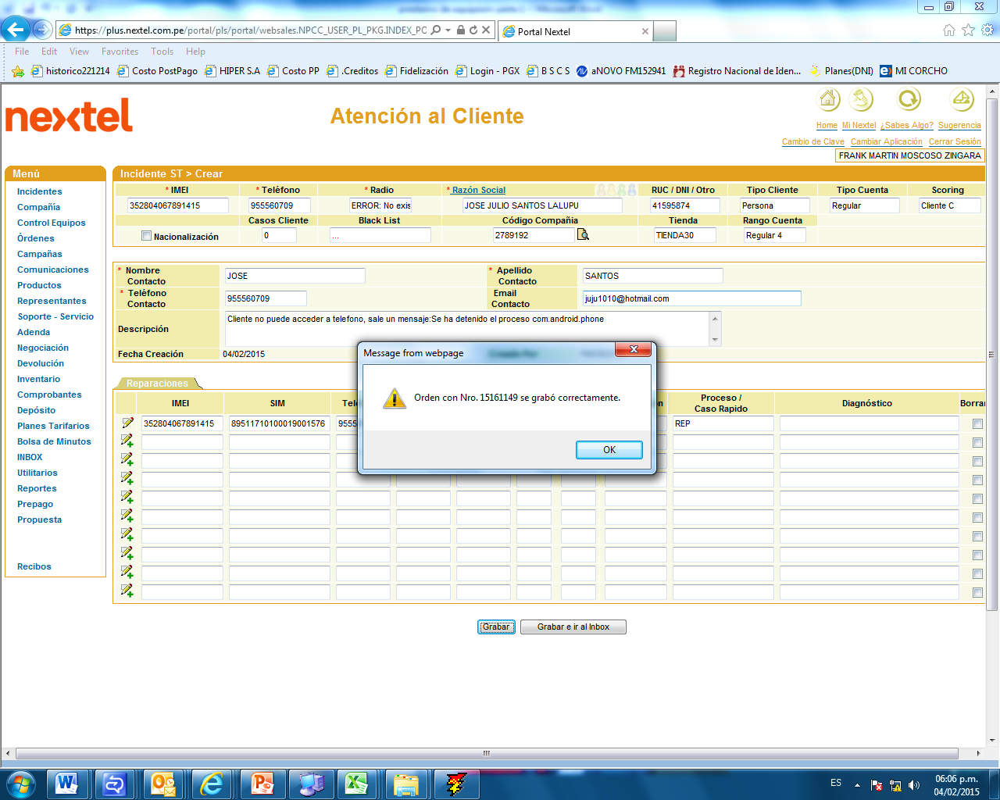 https://plus.nextel.com.pe/portal/pls/portal/websales.NPCC_USER_PL_PKG.INDEX_PC
Portal Nextel
File Edit View Favorites Tools Help
historico221214 Costo PostPago HIPER S.A Costo PP .Creditos Fidelización Login - PGX B S C S aNOVO FM152941 Registro Nacional de Iden... Planes(DNI) MI CORCHO
nextel
Atención al Cliente
Home Mi Nextel ¿Sabes Algo? Sugerencia
Cambio de Clave Cambiar Aplicación Cerrar Sesión
FRANK MARTIN MOSCOSO ZINGARA
Menú
Incidentes
Compañía
Control Equipos
Órdenes
Campañas
Comunicaciones
Productos
Representantes
Soporte - Servicio
Adenda
Negociación
Devolución
Inventario
Comprobantes
Depósito
Planes Tarifarios
Bolsa de Minutos
INBOX
Utilitarios
Reportes
Prepago
Propuesta
Recibos
Incidente ST > Crear
* IMEI * Teléfono * Radio * Razón Social RUC / DNI / Otro Tipo Cliente Tipo Cuenta Scoring
352804067891415 955560709 ERROR: No exis JOSE JULIO SANTOS LALUPU 41595874 Persona Regular Cliente C
Casos Cliente Black List Código Compañía Tienda Rango Cuenta
Nacionalización 0 ... 2789192 TIENDA30 Regular 4
* Nombre Contacto JOSE * Apellido Contacto SANTOS
* Teléfono Contacto 955560709 Email Contacto juju1010@hotmail.com
Descripción Cliente no puede acceder a telefono, sale un mensaje:Se ha detenido el proceso com.android.phone
Fecha Creación 04/02/2015
Message from webpage
Orden con Nro. 15161149 se grabó correctamente.
OK
Reparaciones
IMEI SIM Tel ón Proceso / Caso Rapido Diagnóstico Borrar
352804067891415 89511710100019001576 9555 REP
Grabar Grabar e ir al Inbox
ES 06:06 p.m.
04/02/2015